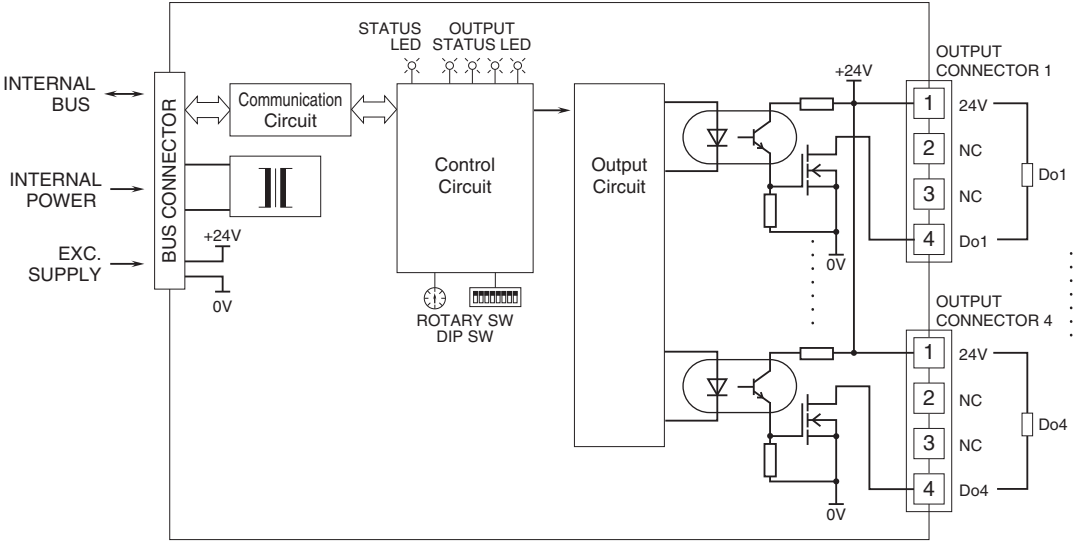 STATUS
LED
OUTPUT
STATUS LED
INTERNAL
BUS
INTERNAL
POWER
EXC.
SUPPLY
BUS CONNECTOR
Communication
Circuit
+24V
0V
Control
Circuit
ROTARY SW
DIP SW
Output
Circuit
+24V
0V
OUTPUT
CONNECTOR 1
1 24V
2 NC
3 NC
4 Do1
Do1
0V
OUTPUT
CONNECTOR 4
1 24V
2 NC
3 NC
4 Do4
Do4